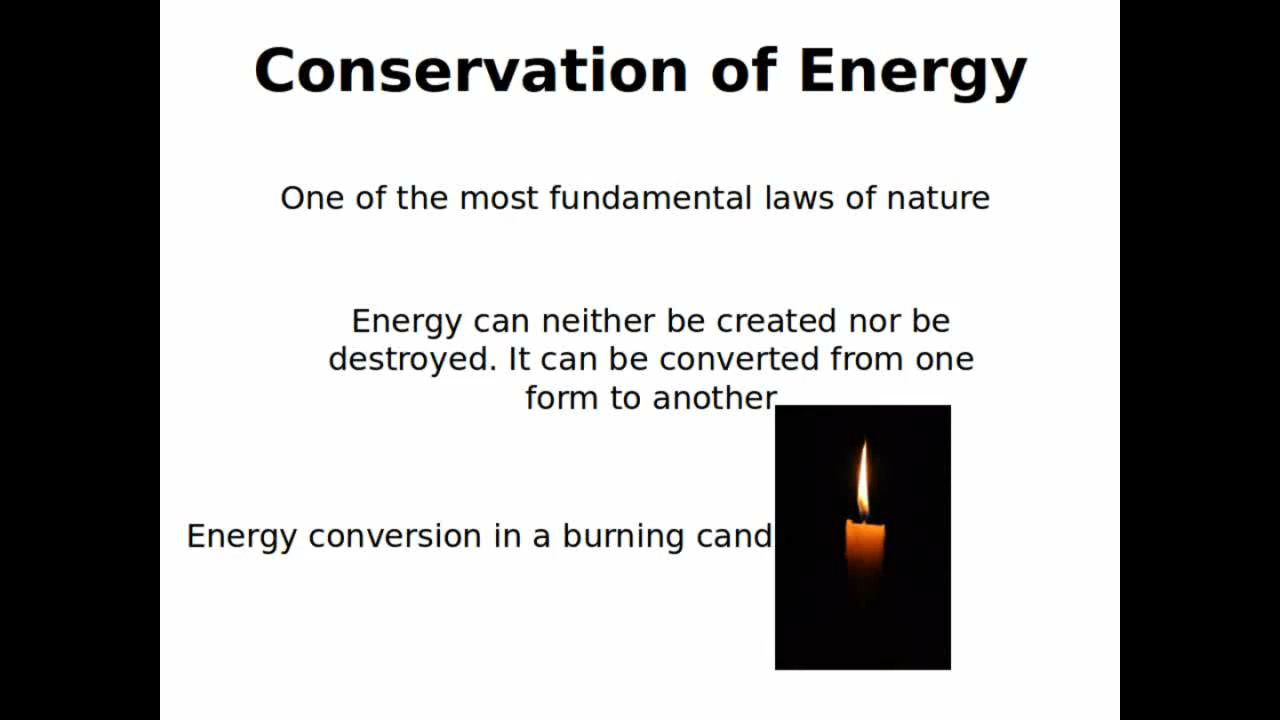 Conservation of Energy
One of the most fundamental laws of nature
Energy can neither be created nor be
destroyed. It can be converted from one
form to another
Energy conversion in a burning cand